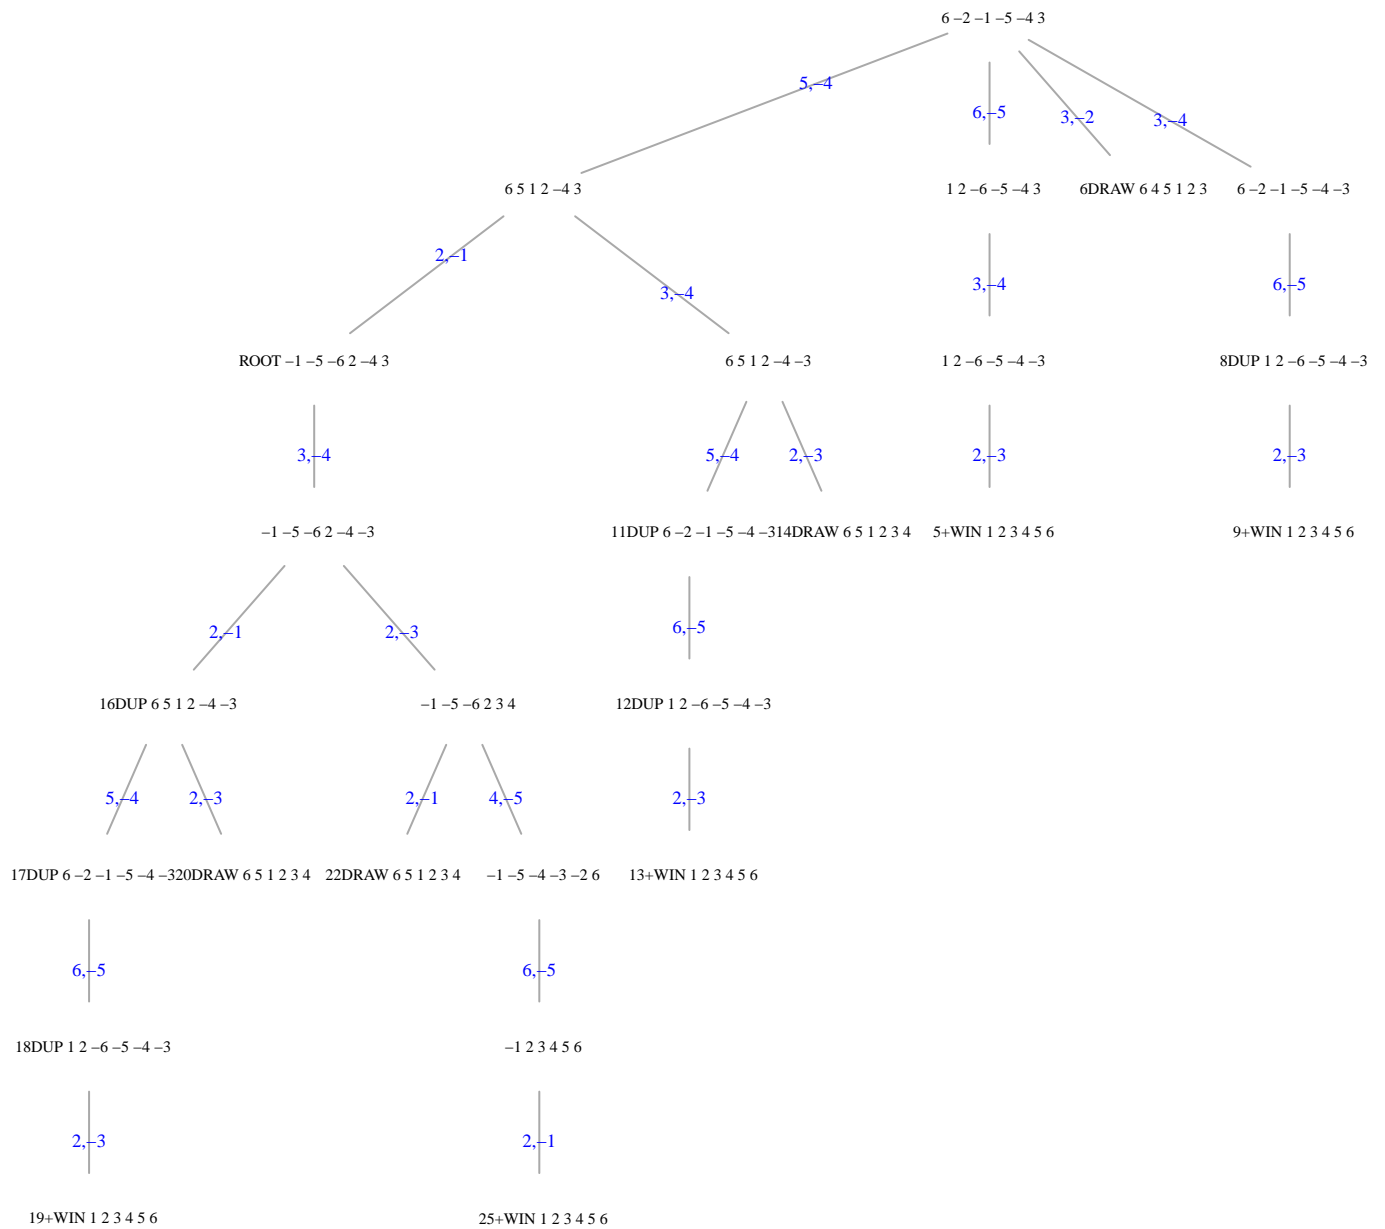 6 –2 –1 –5 –4 3
5,–4
6,–5
3,–2
3,–4
6 5 1 2 –4 3
1 2 –6 –5 –4 3
6DRAW 6 4 5 1 2 3
6 –2 –1 –5 –4 –3
2,–1
3,–4
3,–4
6,–5
ROOT –1 –5 –6 2 –4 3
6 5 1 2 –4 –3
1 2 –6 –5 –4 –3
8DUP 1 2 –6 –5 –4 –3
3,–4
5,–4
2,–3
2,–3
2,–3
–1 –5 –6 2 –4 –3
11DUP 6 –2 –1 –5 –4 –314DRAW 6 5 1 2 3 4
5+WIN 1 2 3 4 5 6
9+WIN 1 2 3 4 5 6
2,–1
2,–3
6,–5
16DUP 6 5 1 2 –4 –3
–1 –5 –6 2 3 4
12DUP 1 2 –6 –5 –4 –3
5,–4
2,–3
2,–1
4,–5
2,–3
17DUP 6 –2 –1 –5 –4 –320DRAW 6 5 1 2 3 4
22DRAW 6 5 1 2 3 4
–1 –5 –4 –3 –2 6
13+WIN 1 2 3 4 5 6
6,–5
6,–5
18DUP 1 2 –6 –5 –4 –3
–1 2 3 4 5 6
2,–3
2,–1
19+WIN 1 2 3 4 5 6
25+WIN 1 2 3 4 5 6